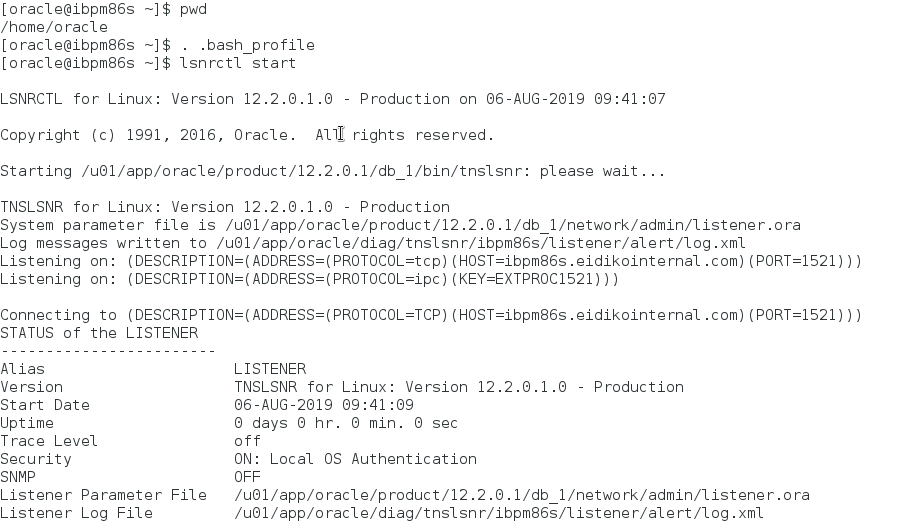 [oracle@ibpm86s ~]$ pwd
/home/oracle
[oracle@ibpm86s ~]$ . .bash_profile
[oracle@ibpm86s ~]$ lsnrctl start
LSNRCTL for Linux: Version 12.2.0.1.0 - Production on 06-AUG-2019 09:41:07
Copyright (c) 1991, 2016, Oracle.  All rights reserved.
Starting /u01/app/oracle/product/12.2.0.1/db_1/bin/tnslsnr: please wait...
TNSLSNR for Linux: Version 12.2.0.1.0 - Production
System parameter file is /u01/app/oracle/product/12.2.0.1/db_1/network/admin/listener.ora
Log messages written to /u01/app/oracle/diag/tnslsnr/ibpm86s/listener/alert/log.xml
Listening on: (DESCRIPTION=(ADDRESS=(PROTOCOL=tcp)(HOST=ibpm86s.eidikointernal.com)(PORT=1521)))
Listening on: (DESCRIPTION=(ADDRESS=(PROTOCOL=ipc)(KEY=EXTPROC1521)))
Connecting to (DESCRIPTION=(ADDRESS=(PROTOCOL=TCP)(HOST=ibpm86s.eidikointernal.com)(PORT=1521)))
STATUS of the LISTENER
------------------------
Alias                     LISTENER
Version                   TNSLSNR for Linux: Version 12.2.0.1.0 - Production
Start Date                06-AUG-2019 09:41:09
Uptime                    0 days 0 hr. 0 min. 0 sec
Trace Level               off
Security                  ON: Local OS Authentication
SNMP                      OFF
Listener Parameter File   /u01/app/oracle/product/12.2.0.1/db_1/network/admin/listener.ora
Listener Log File         /u01/app/oracle/diag/tnslsnr/ibpm86s/listener/alert/log.xml